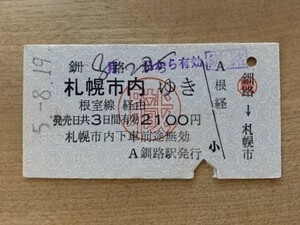 5.-8.19
釧路から
札幌市内ゆき
根室線 経由
発売日共3日間有効2100円
札幌市内下車前途無効
A釧路駅発行
小
A
根
経
釧路
↓
札幌市